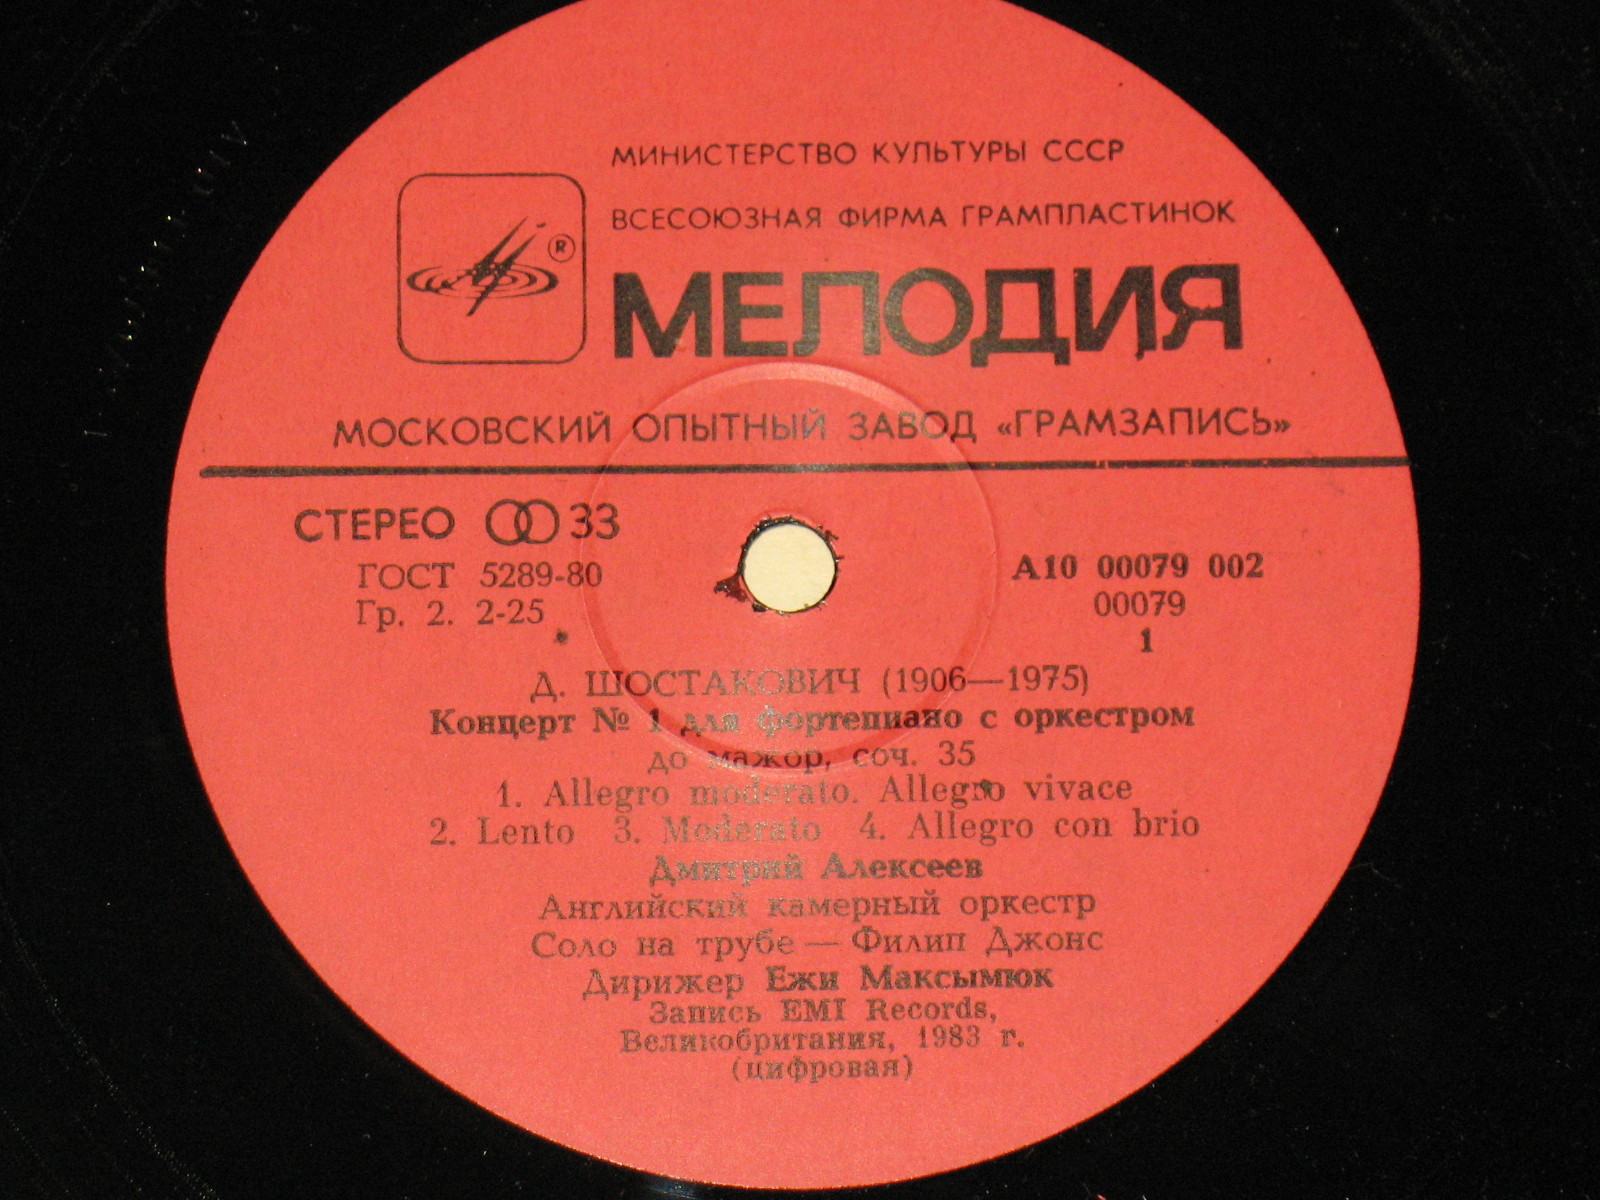 МИНИСТЕРСТВО КУЛЬТУРЫ СССР
ВСЕСОЮЗНАЯ ФИРМА ГРАМПЛАСТИНОК
®
МЕЛОДИЯ
МОСКОВСКИЙ ОПЫТНЫЙ ЗАВОД «ГРАМЗАПИСЬ»
СТЕРЕО 33
ГОСТ 5289-80
Гр. 2. 2-25
А10 00079 002
00079
1
Д. ШОСТАКОВИЧ (1906—1975)
Концерт № 1 для фортепиано с оркестром
до мажор, соч. 35
1. Allegro moderato. Allegro vivace
2. Lento 3. Moderato 4. Allegro con brio
Дмитрий Алексеев
Английский камерный оркестр
Соло на трубе — Филип Джонс
Дирижер Ежи Максымюк
Запись EMI Records,
Великобритания, 1983 г.
(цифровая)